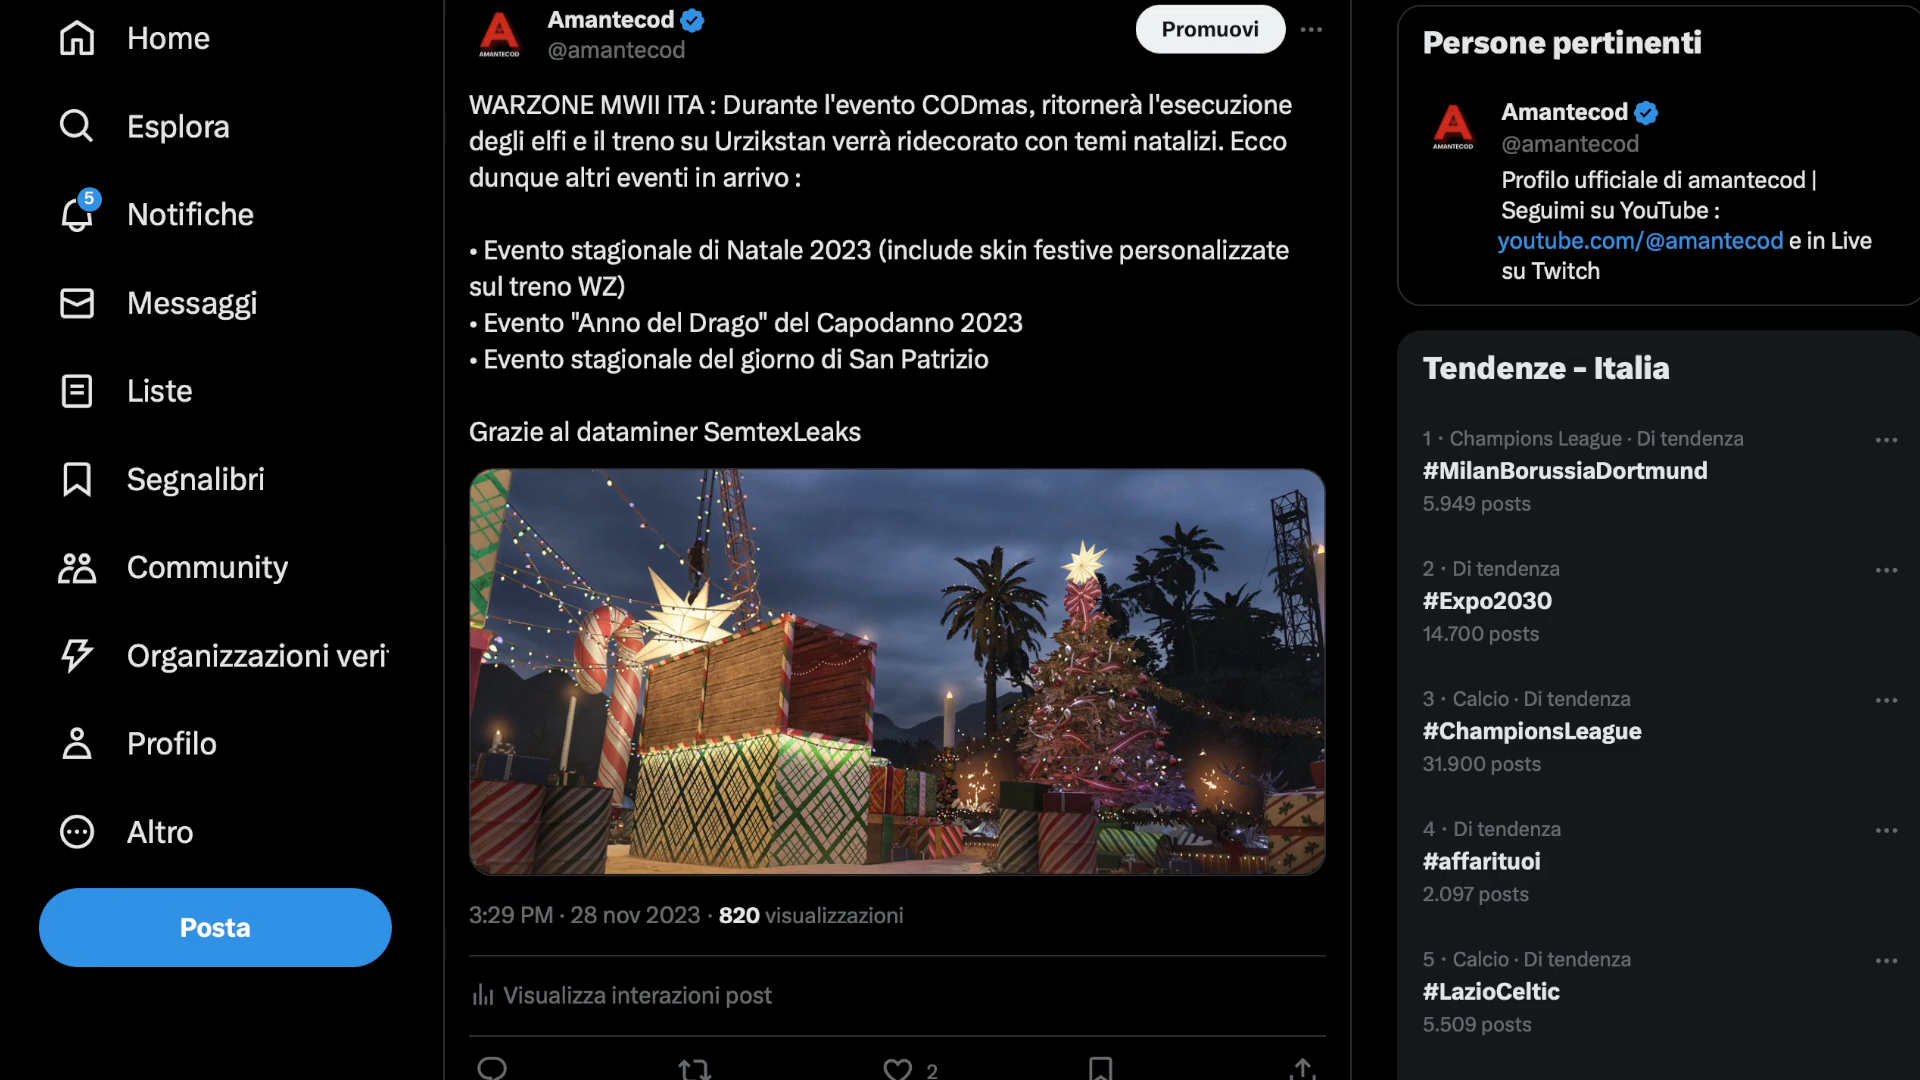 Home
Esplora
5
Notifiche
Messaggi
Liste
Segnalibri
Community
Organizzazioni veri
Profilo
Altro
Posta
AMANTECOD
Amantecod
@amantecod
Promuovi
WARZONE MWII ITA : Durante l'evento CODmas, ritornerà l'esecuzione
degli elfi e il treno su Urzikstan verrà ridecorato con temi natalizi. Ecco
dunque altri eventi in arrivo :
• Evento stagionale di Natale 2023 (include skin festive personalizzate
sul treno WZ)
• Evento "Anno del Drago" del Capodanno 2023
• Evento stagionale del giorno di San Patrizio
Grazie al dataminer SemtexLeaks
3:29 PM · 28 nov 2023 · 820 visualizzazioni
Visualizza interazioni post
2
Persone pertinenti
AMANTECOD
Amantecod
@amantecod
Profilo ufficiale di amantecod |
Seguimi su YouTube :
youtube.com/@amantecod e in Live
su Twitch
Tendenze - Italia
1 · Champions League · Di tendenza
#MilanBorussiaDortmund
5.949 posts
2 · Di tendenza
#Expo2030
14.700 posts
3 · Calcio · Di tendenza
#ChampionsLeague
31.900 posts
4 · Di tendenza
#affarituoi
2.097 posts
5 · Calcio · Di tendenza
#LazioCeltic
5.509 posts